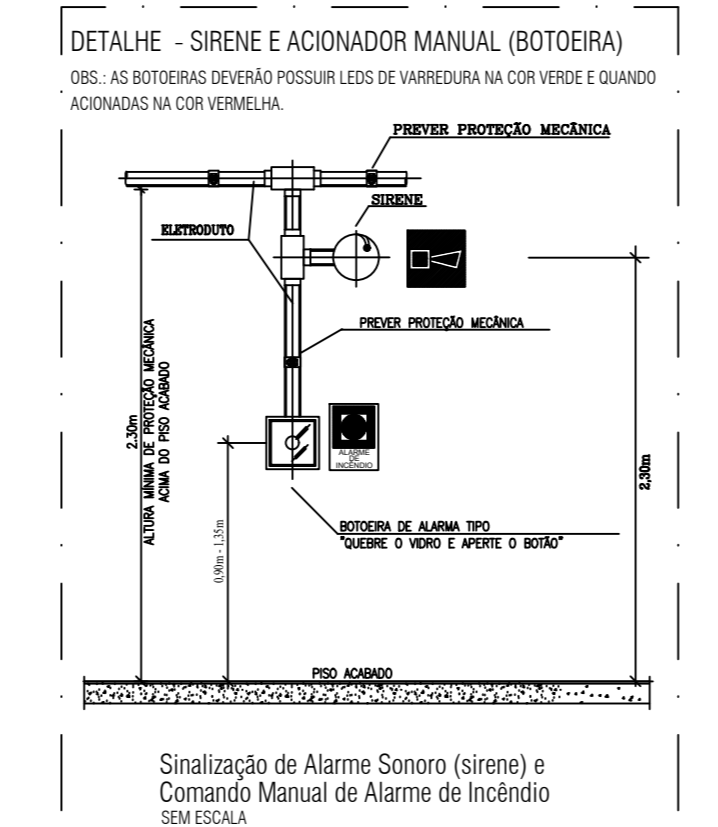 DETALHE - SIRENE E ACIONADOR MANUAL (BOTOEIRA)
OBS.: AS BOTOEIRAS DEVERÃO POSSUIR LEDS DE VARREDURA NA COR VERDE E QUANDO
ACIONADAS NA COR VERMELHA.
PREVER PROTEÇÃO MECÂNICA
SIRENE
ELETRODUTO
PREVER PROTEÇÃO MECÂNICA
2.30m
ALTURA MÍNIMA DE PROTEÇÃO MECÂNICA
ACIMA DO PISO ACABADO
ALARME
DE
INCÊNDIO
2,30m
0,90m - 1,35m
BOTOEIRA DE ALARMA TIPO
"QUEBRE O VIDRO E APERTE O BOTÃO"
PISO ACABADO
Sinalização de Alarme Sonoro (sirene) e
Comando Manual de Alarme de Incêndio
SEM ESCALA